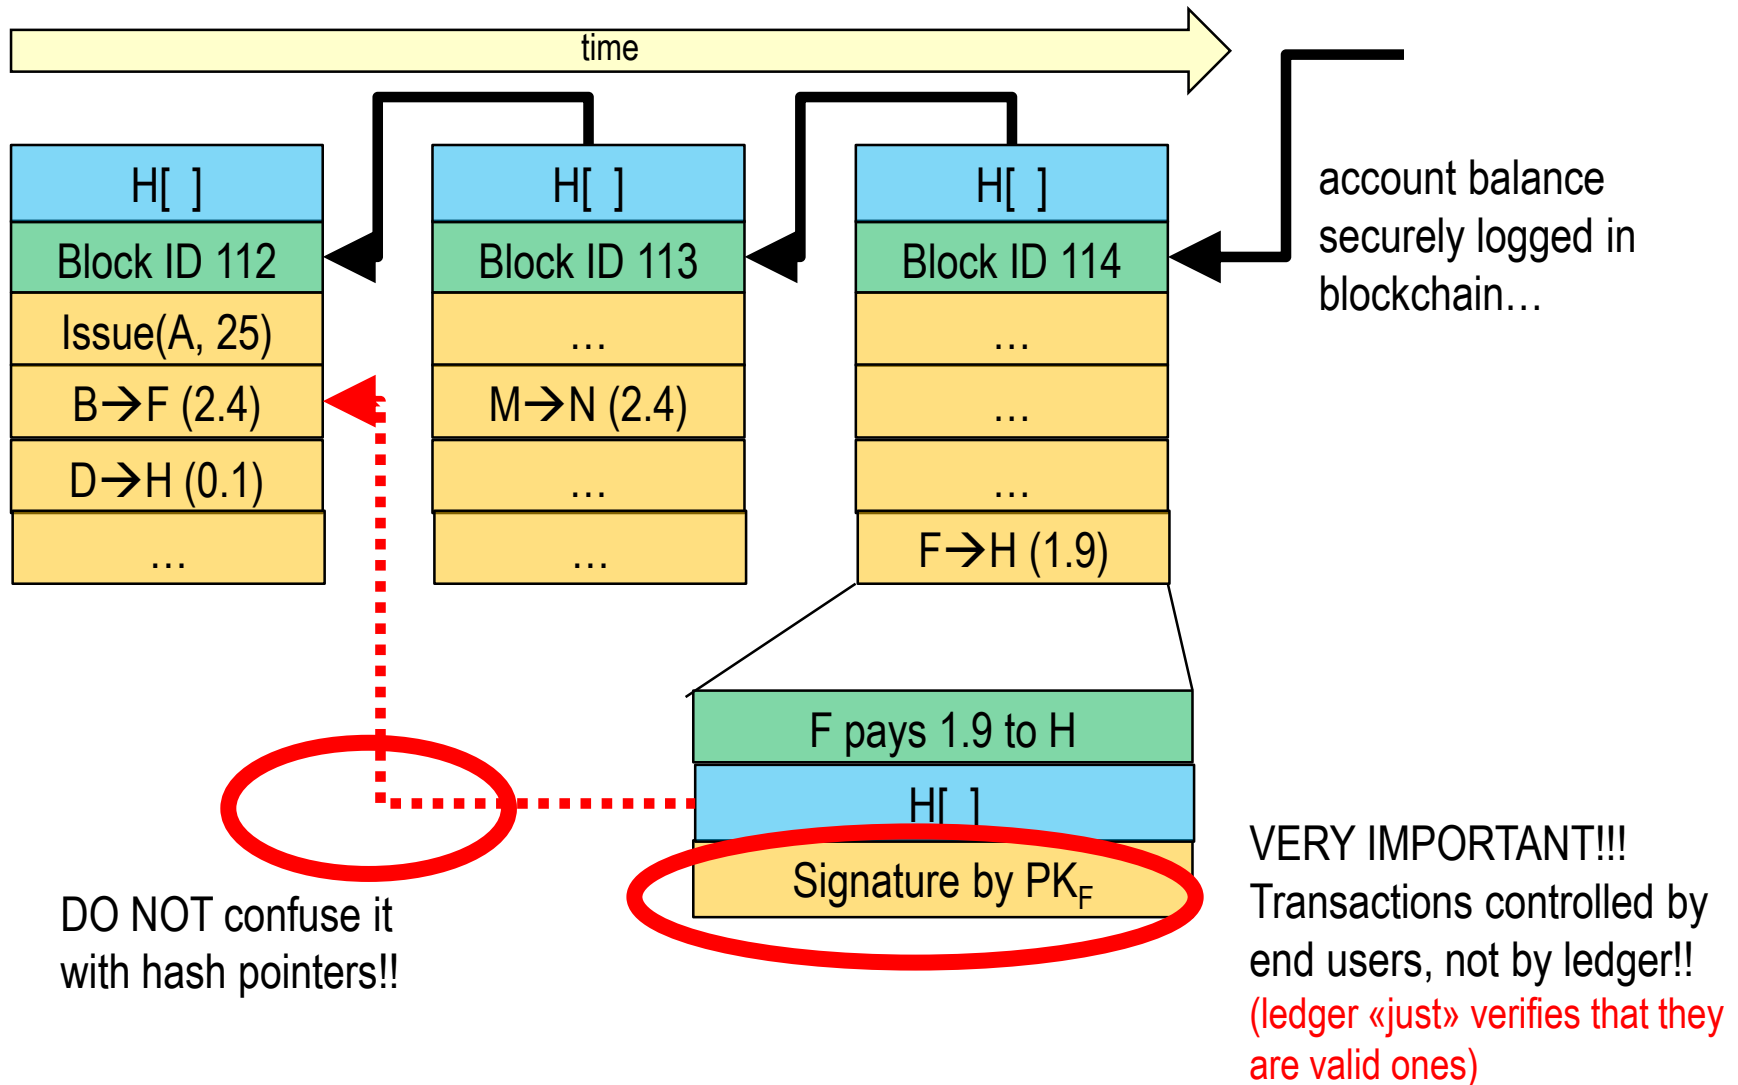 time
H[ ]
Block ID 112
Issue(A, 25)
B→F (2.4)
D→H (0.1)
…
H[ ]
Block ID 113
…
M→N (2.4)
…
…
H[ ]
Block ID 114
…
…
…
F→H (1.9)
account balance
securely logged in
blockchain…
F pays 1.9 to H
H[ ]
Signature by PK_F
DO NOT confuse it
with hash pointers!!
VERY IMPORTANT!!!
Transactions controlled by
end users, not by ledger!!
(ledger «just» verifies that they
are valid ones)